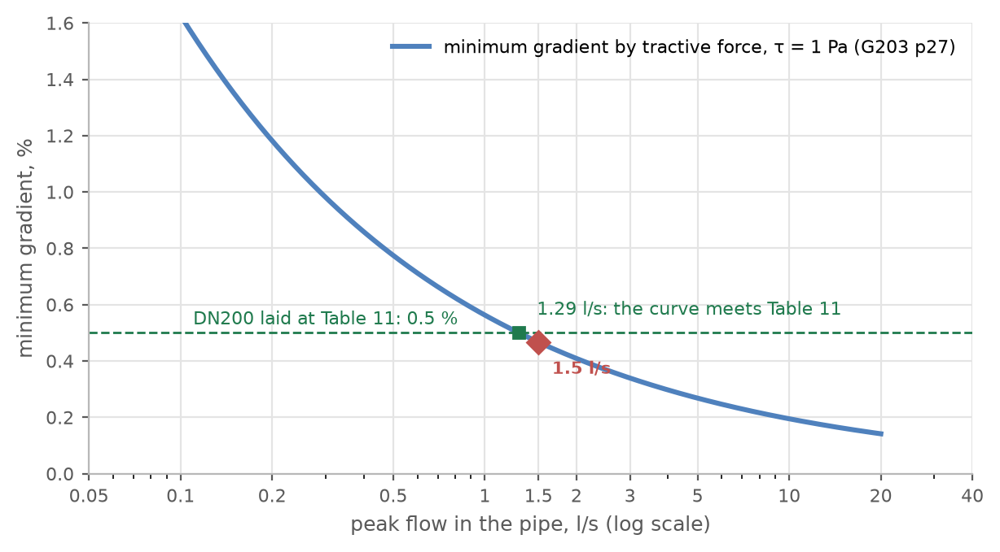 minimum gradient by tractive force, τ = 1 Pa (G203 p27)
1.6
1.4
1.2
1.0
0.8
0.6
0.4
0.2
0.0
minimum gradient, %
DN200 laid at Table 11: 0.5 %
1.29 l/s: the curve meets Table 11
1.5 l/s
0.05 0.1 0.2 0.5 1 1.5 2 3 5 10 20 40
peak flow in the pipe, l/s (log scale)